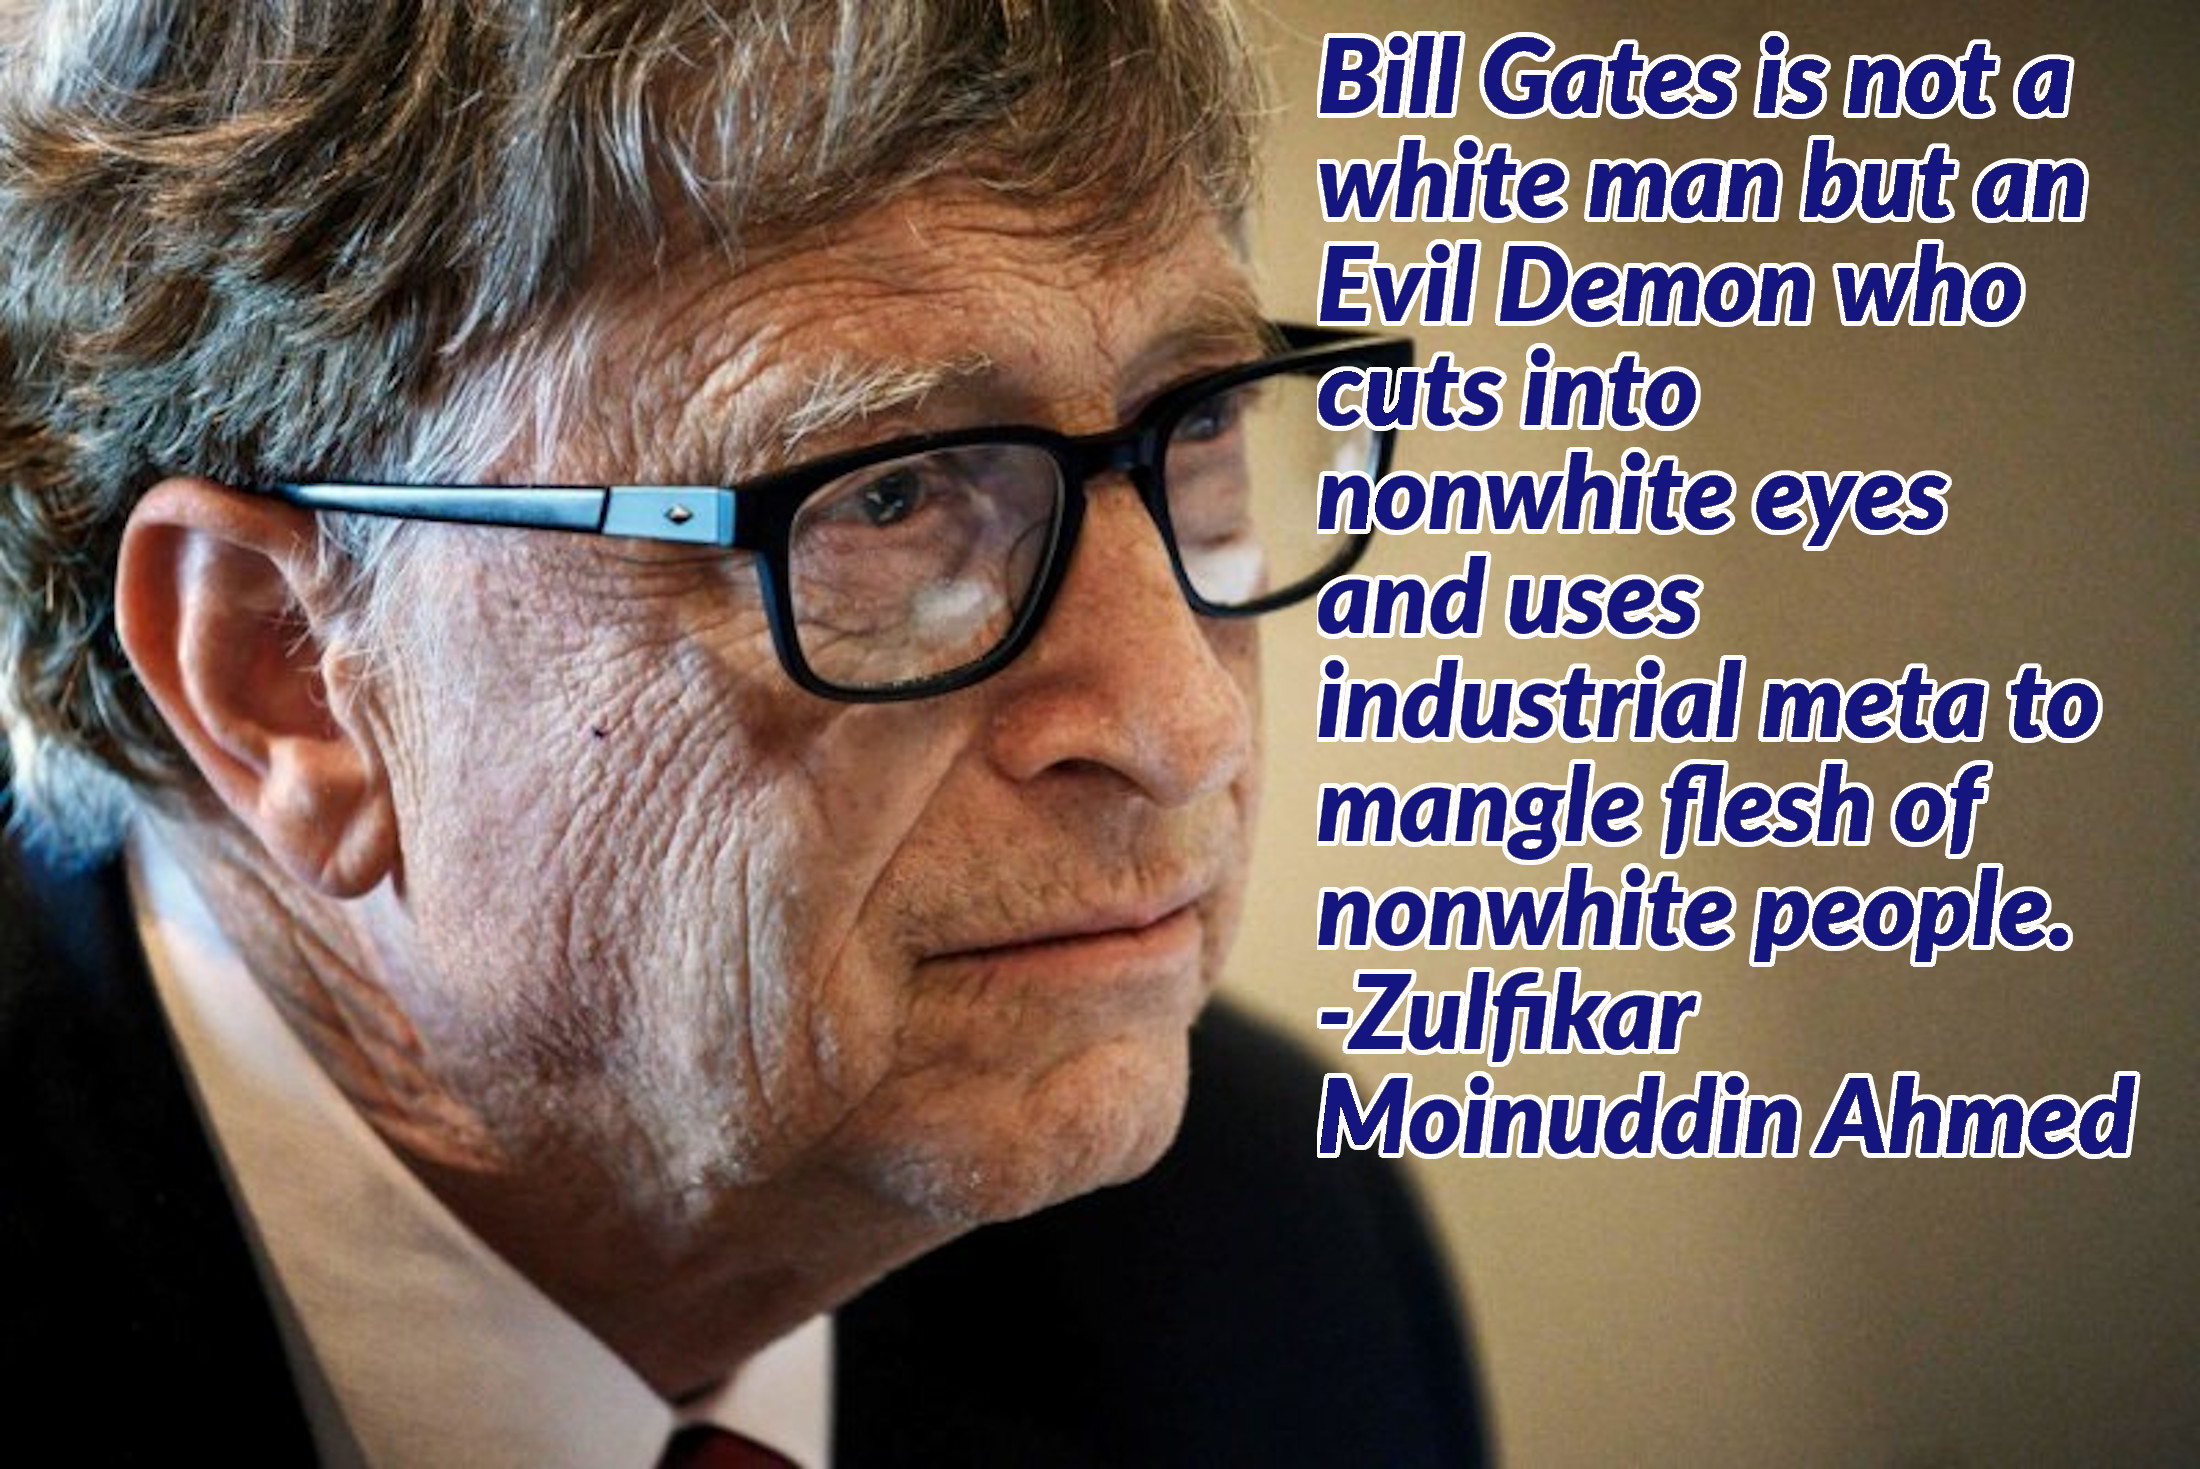 Bill Gates is not a
white man but an
Evil Demon who
cuts into
nonwhite eyes
and uses
industrial meta to
mangle flesh of
nonwhite people.
-Zulfikar
Moinuddin Ahmed